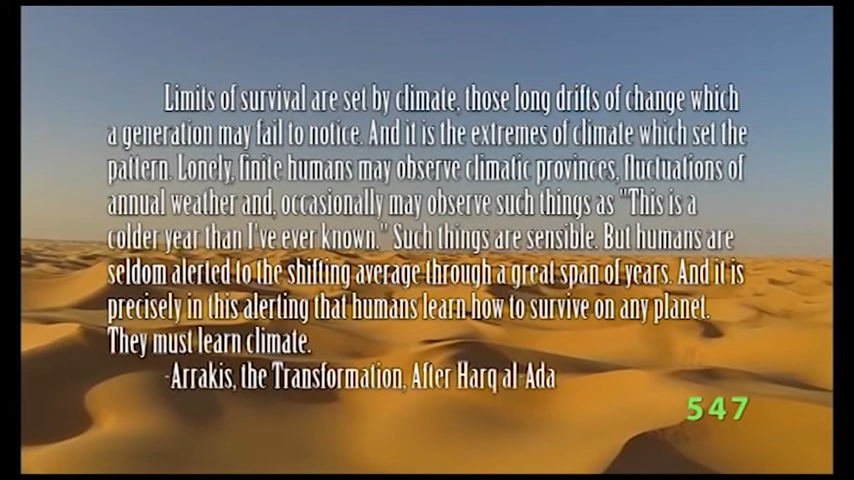 Limits of survival are set by climate, those long drifts of change which
a generation may fail to notice. And it is the extremes of climate which set the
pattern. Lonely, finite humans may observe climatic provinces, fluctuations of
annual weather and, occasionally may observe such things as "This is a
colder year than I've ever known." Such things are sensible. But humans are
seldom alerted to the shifting average through a great span of years. And it is
precisely in this alerting that humans learn how to survive on any planet.
They must learn climate.
-Arrakis, the Transformation, After Harq al-Ada
547